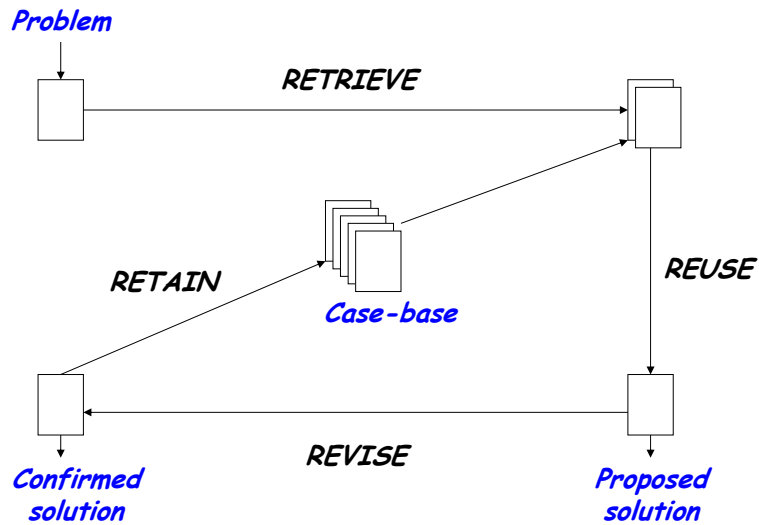 Problem
RETRIEVE
RETAIN
REUSE
Case-base
REVISE
Confirmed
solution
Proposed
solution